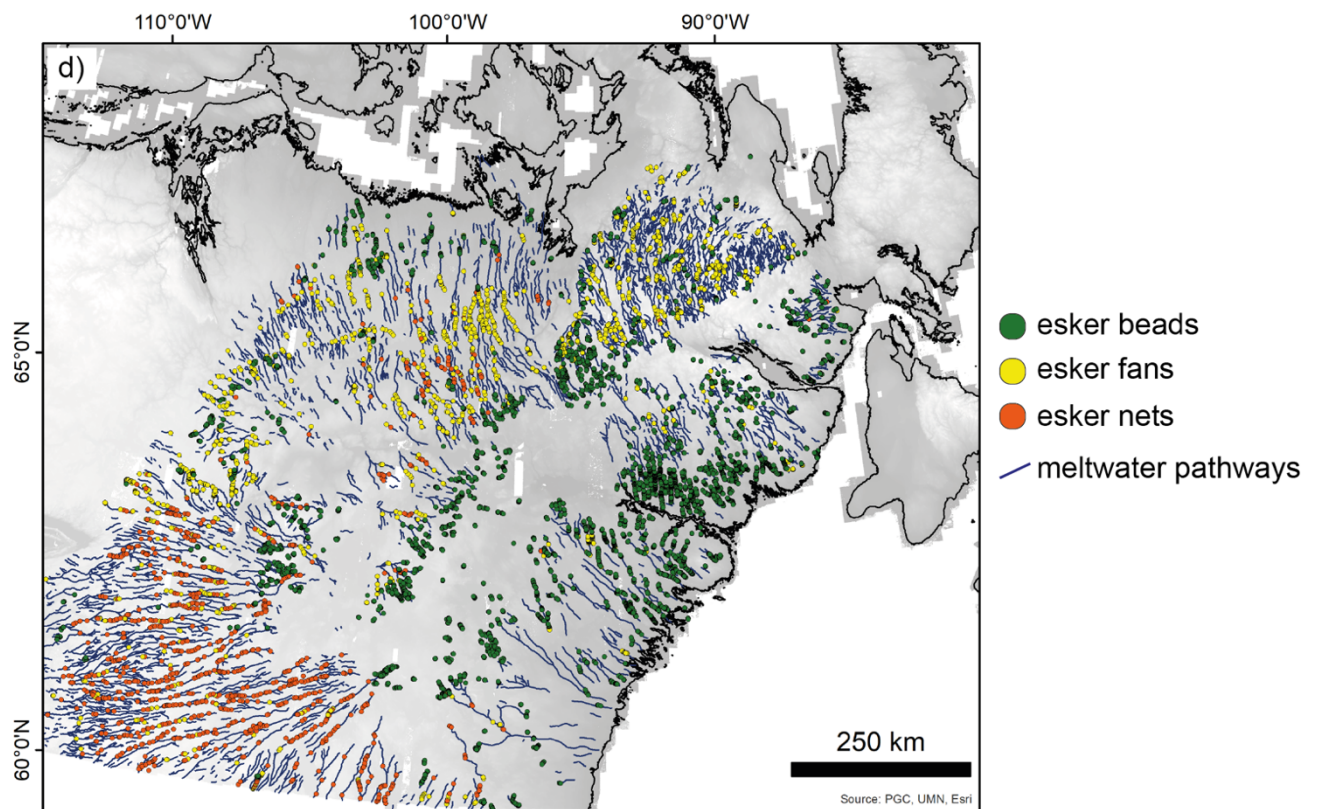 110°0'W
100°0'W
90°0'W
d)
65°0'N
60°0'N
esker beads
esker fans
esker nets
meltwater pathways
250 km
Source: PGC, UMN, Esri